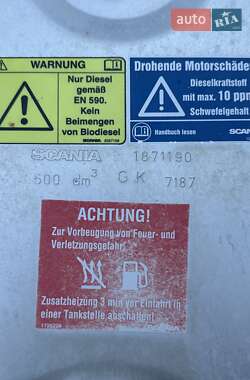 auto RIA
WARNUNG
Nur Diesel
gemäß
EN 590.
Kein
Beimengen
von Biodiesel
SCANIA
Drohende Motorschäden
Dieselkraftstoff
mit max. 10 ppm
Schwefelgehalt
Handbuch lesen
SCANIA
SCANIA 1871190
600 dm³ C K 7187
ACHTUNG!
Zur Vorbeugung von Feuer- und
Verletzungsgefahr
Zusatzheizung 3 min vor Einfahrt in
einer Tankstelle abschalten!